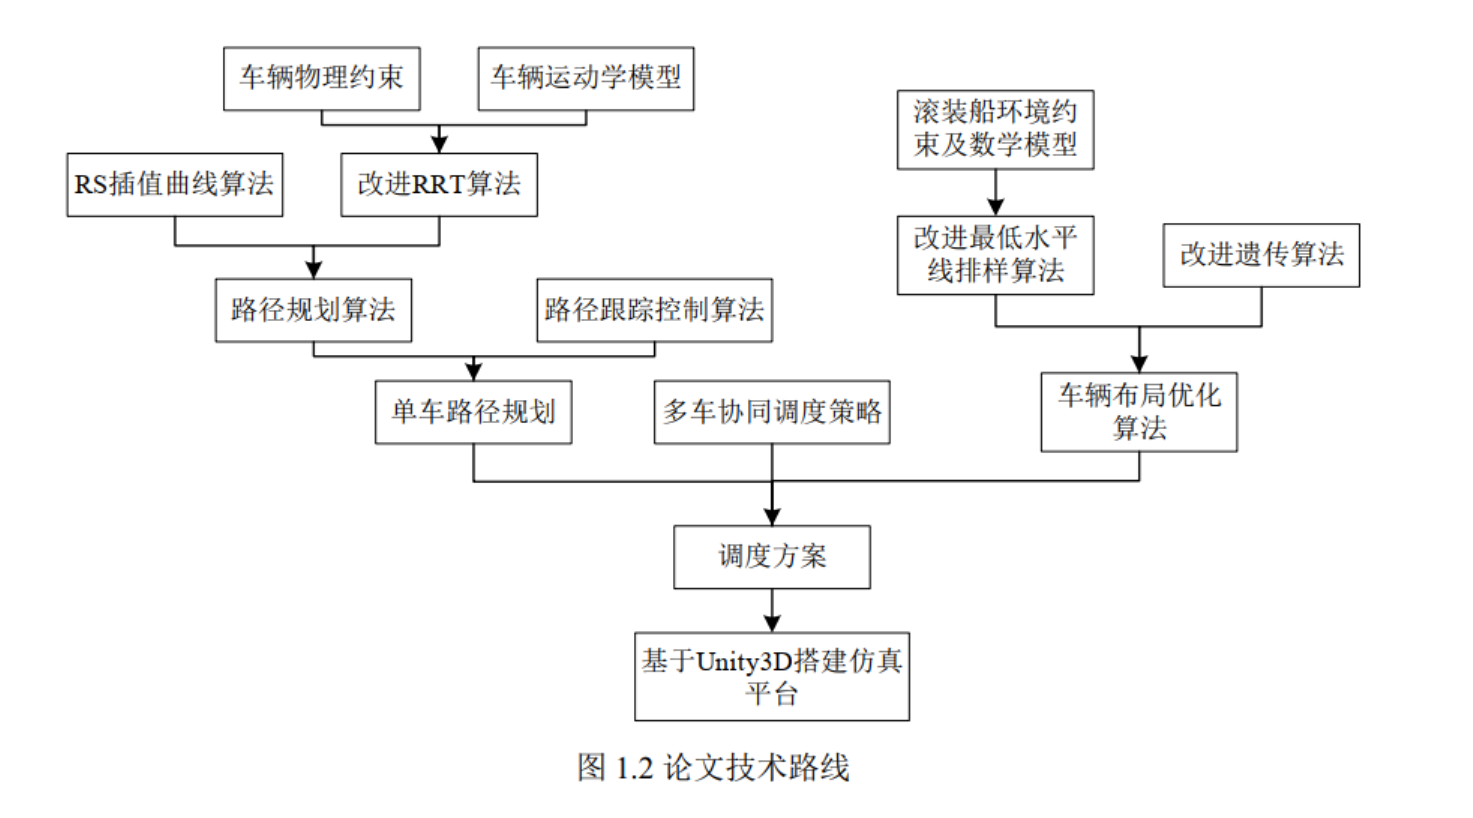 车辆物理约束
车辆运动学模型
滚装船环境约
束及数学模型
RS插值曲线算法
改进RRT算法
改进最低水平
线排样算法
改进遗传算法
路径规划算法
路径跟踪控制算法
单车路径规划
多车协同调度策略
车辆布局优化
算法
调度方案
基于Unity3D搭建仿真
平台
图 1.2 论文技术路线